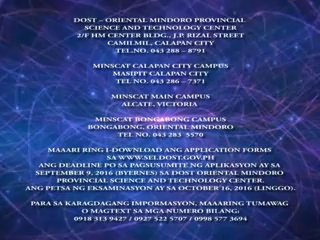 DOST – ORIENTAL MINDORO PROVINCIAL
SCIENCE AND TECHNOLOGY CENTER
2/F HM CENTER BLDG., J.P. RIZAL STREET
CAMILMIL, CALAPAN CITY
TEL.NO. 043 288 – 8791
MINSCAT CALAPAN CITY CAMPUS
MASIPIT CALAPAN CITY
TEL NO. 043 286 – 7371
MINSCAT MAIN CAMPUS
ALCATE, VICTORIA
MINSCAT BONGABONG CAMPUS
BONGABONG, ORIENTAL MINDORO
TEL NO. 043 283 5570
MAAARI RING I-DOWNLOAD ANG APPLICATION FORMS
SA WWW.SEI.DOST.GOV.PH
ANG DEADLINE PO SA PAGSUSUMITE NG APLIKASYON AY SA
SEPTEMBER 9, 2016 (BYERNES) SA DOST ORIENTAL MINDORO
PROVINCIAL SCIENCE AND TECHNOLOGY CENTER.
ANG PETSA NG EKSAMINASYON AY SA OCTOBER 16, 2016 (LINGGO).
PARA SA KARAGDAGANG IMPORMASYON, MAAARING TUMAWAG
O MAGTEXT SA MGA NUMERO BILANG:
0918 313 9427 / 0927 522 5707 / 0998 577 3694